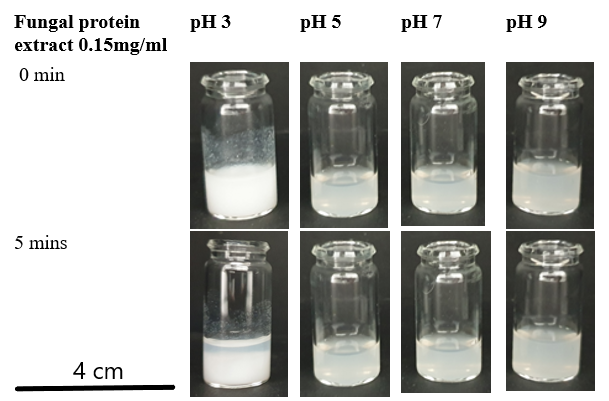 Fungal protein pH 3 pH 5 pH 7 pH 9
extract 0.15mg/ml
0 min
5 mins
4 cm